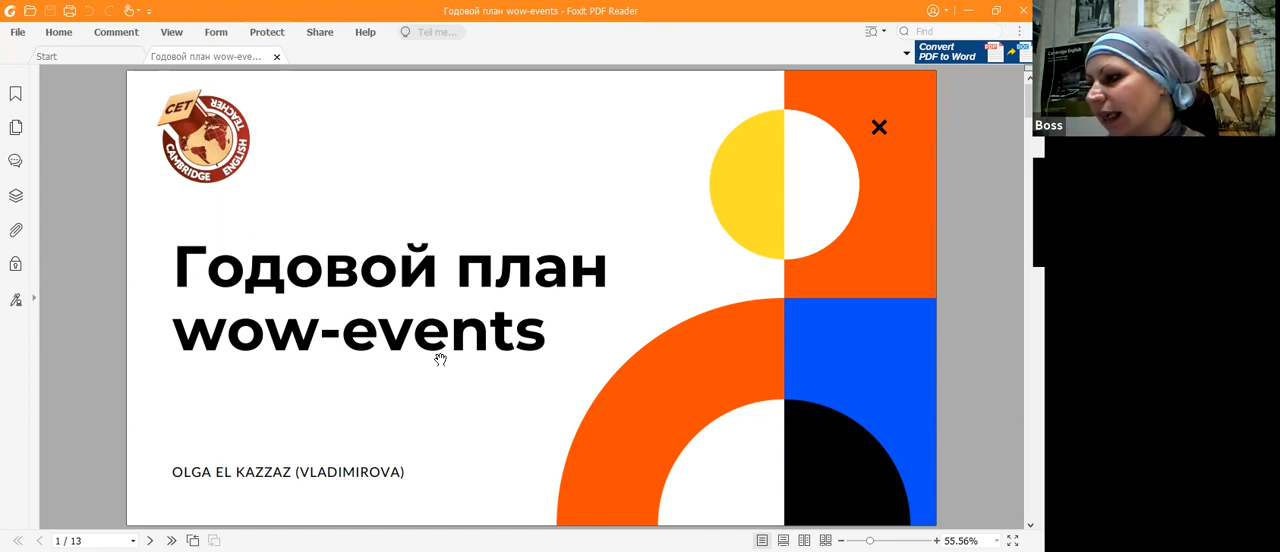 Годовой план wow-events - Foxit PDF Reader
File Home Comment View Form Protect Share Help Tell me... Find
Start Годовой план wow-eve...
Convert
PDF to Word
CET
CAMBRIDGE ENGLISH TEACHER
Годовой план
wow-events
OLGA EL KAZZAZ (VLADIMIROVA)
Cambridge English
Boss
1 / 13
55.56%